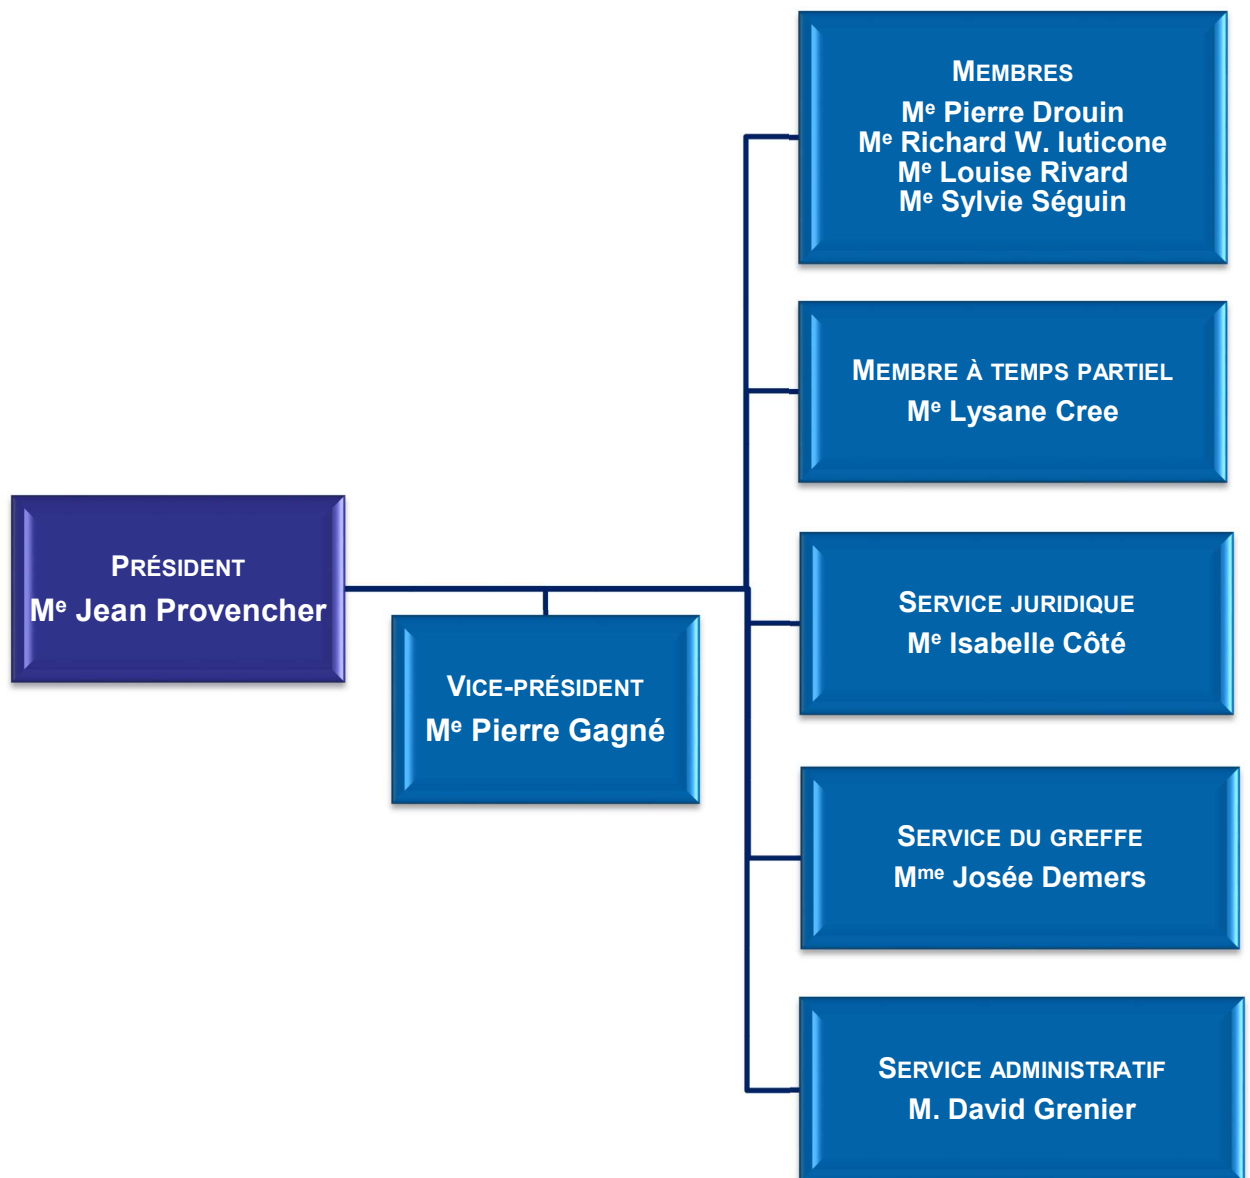 MEMBRES
Me Pierre Drouin
Me Richard W. Iuticone
Me Louise Rivard
Me Sylvie Séguin
MEMBRE À TEMPS PARTIEL
Me Lysane Cree
PRÉSIDENT
Me Jean Provencher
VICE-PRÉSIDENT
Me Pierre Gagné
SERVICE JURIDIQUE
Me Isabelle Côté
SERVICE DU GREFFE
Mme Josée Demers
SERVICE ADMINISTRATIF
M. David Grenier